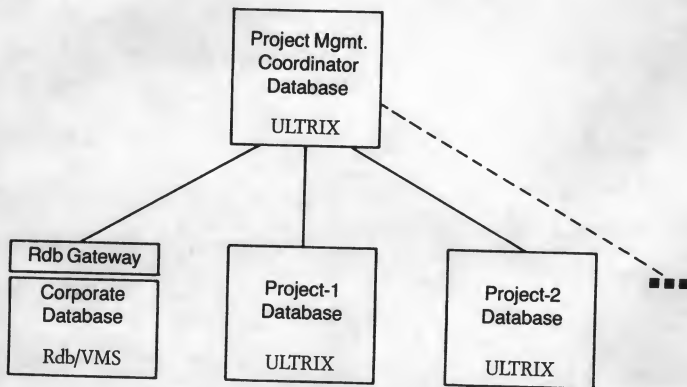 Project Mgmt.
Coordinator
Database
ULTRIX
Rdb Gateway
Corporate
Database
Rdb/VMS
Project-1
Database
ULTRIX
Project-2
Database
ULTRIX